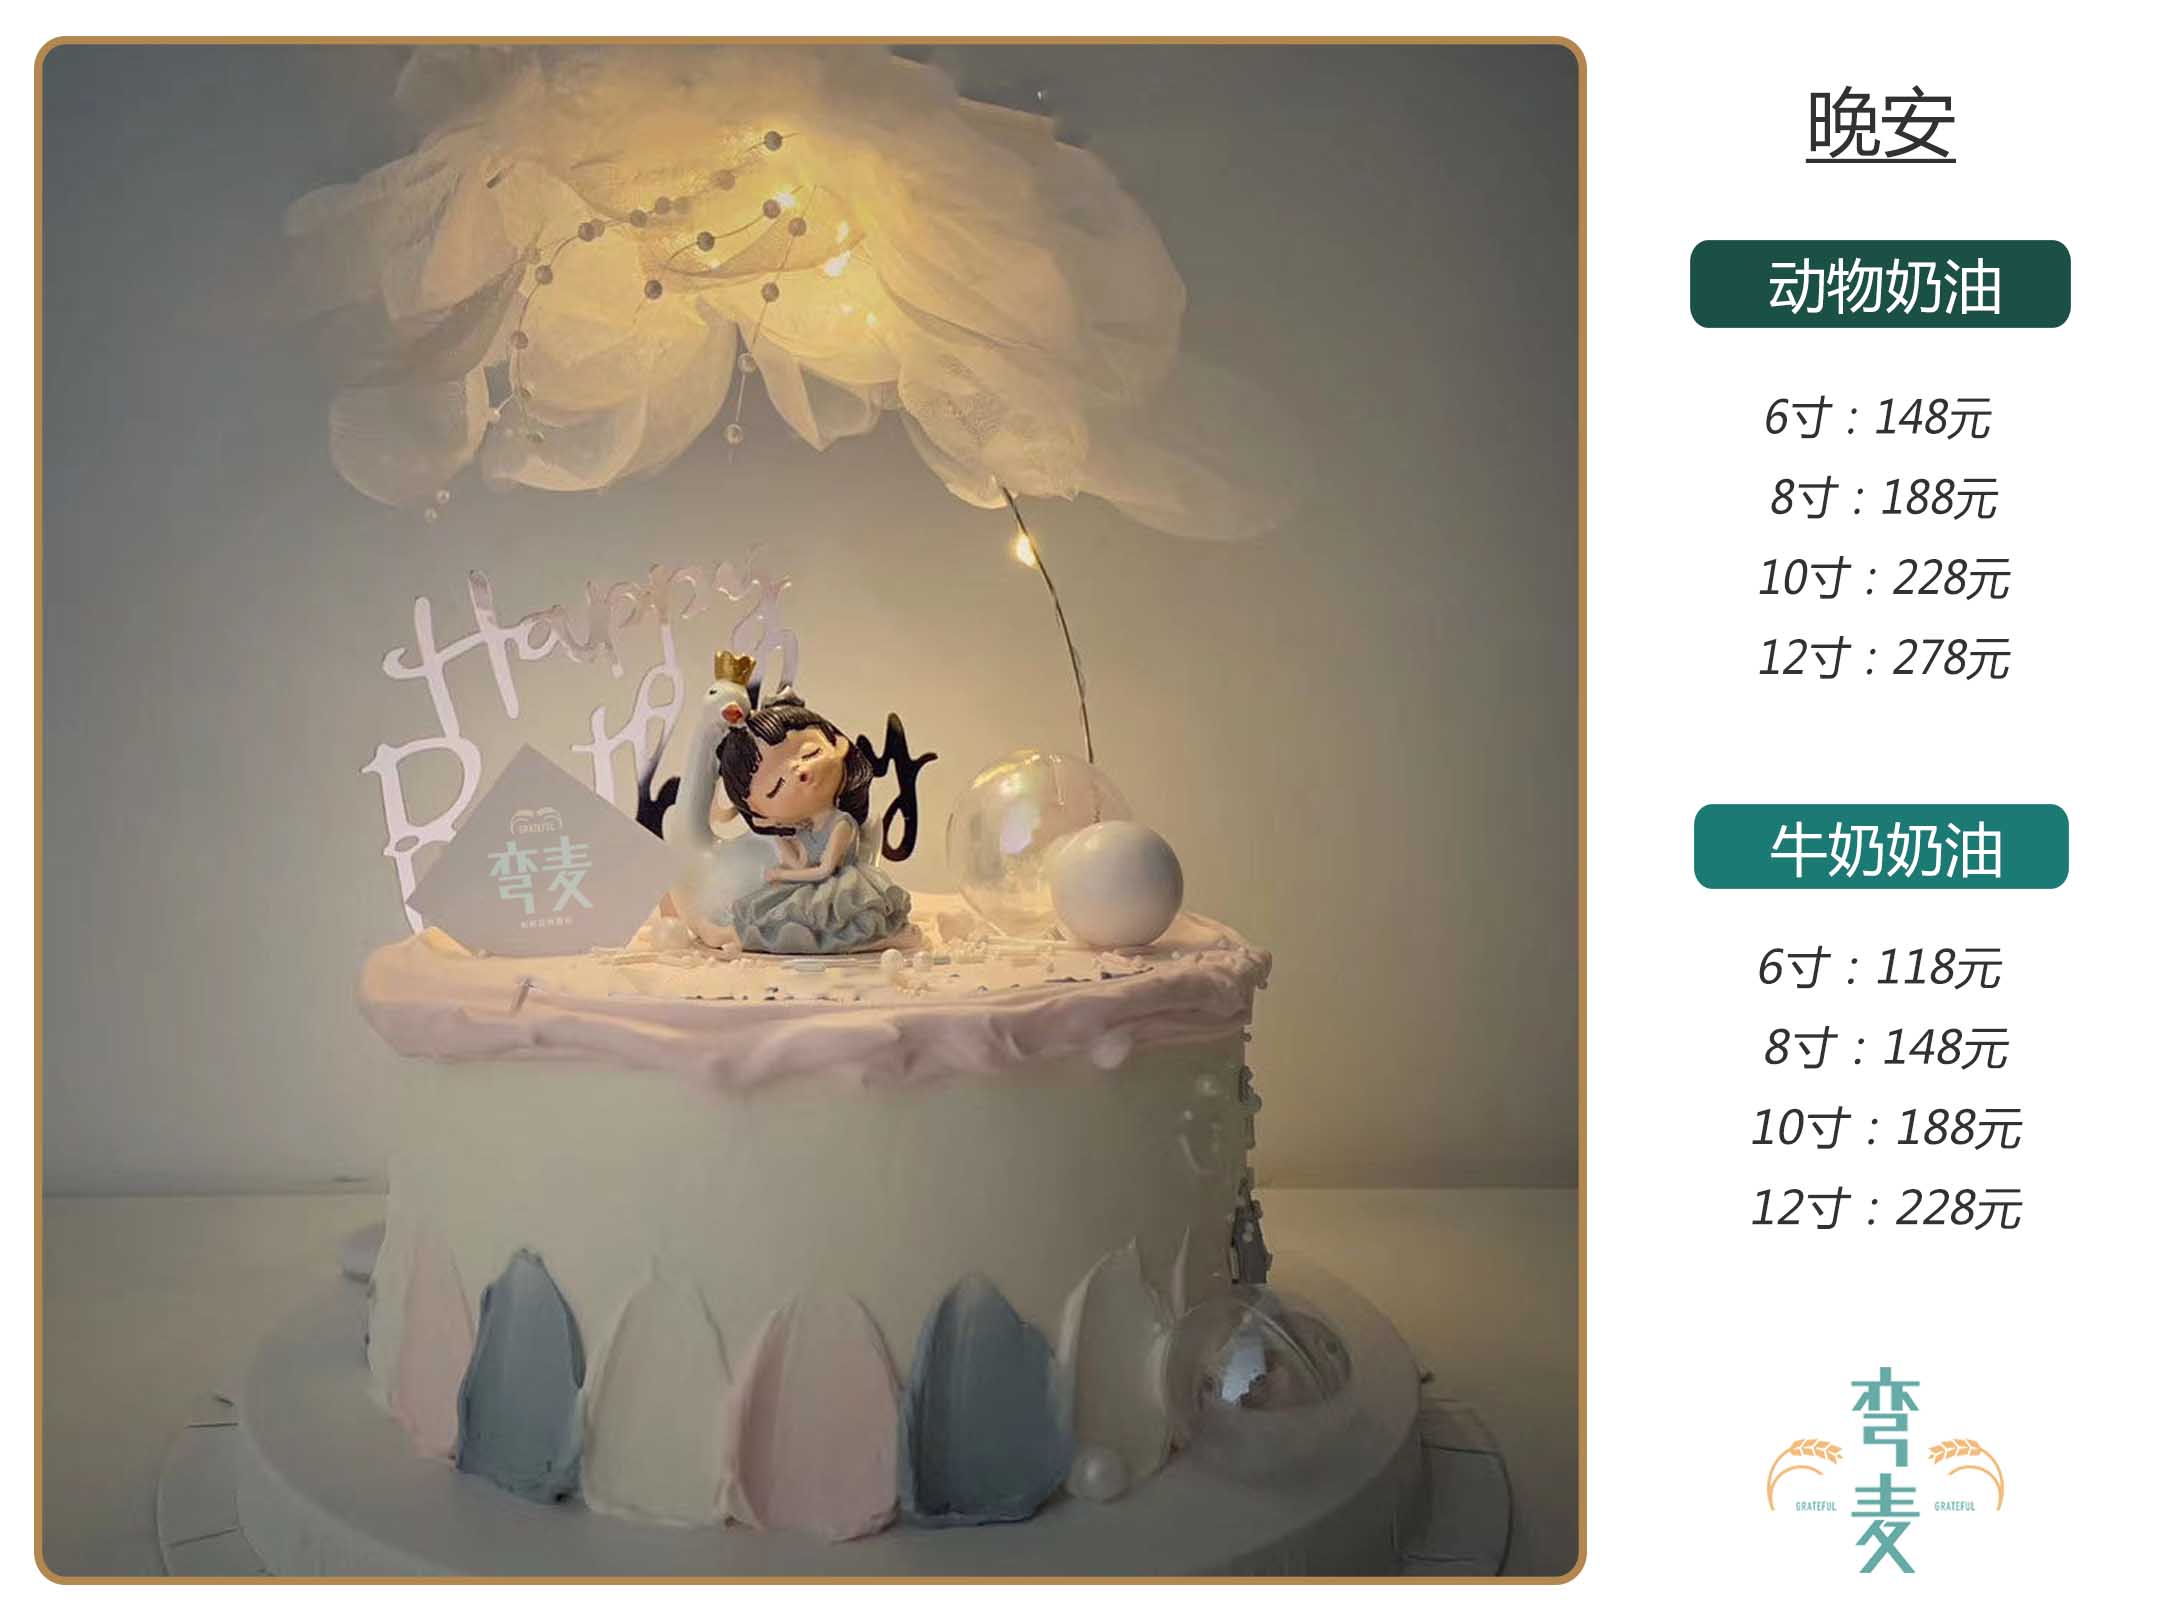 晚安
动物奶油
6寸：148元
8寸：188元
10寸：228元
12寸：278元
牛奶奶油
6寸：118元
8寸：148元
10寸：188元
12寸：228元
弯麦
GRATEFUL
GRATEFUL
Happy
GRATEFUL
弯麦